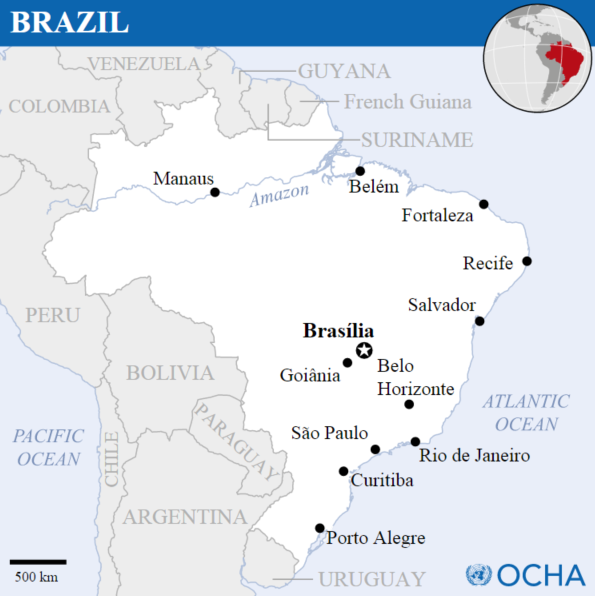 BRAZIL
VENEZUELA
GUYANA
COLOMBIA
French Guiana
SURINAME
Manaus
Amazon
Belém
Fortaleza
Recife
Salvador
PERU
Brasília
BOLIVIA
Goiânia
Belo
Horizonte
ATLANTIC
OCEAN
PARAGUAY
São Paulo
PACIFIC
OCEAN
CHILE
Rio de Janeiro
Curitiba
ARGENTINA
Porto Alegre
500 km
URUGUAY
OCHA